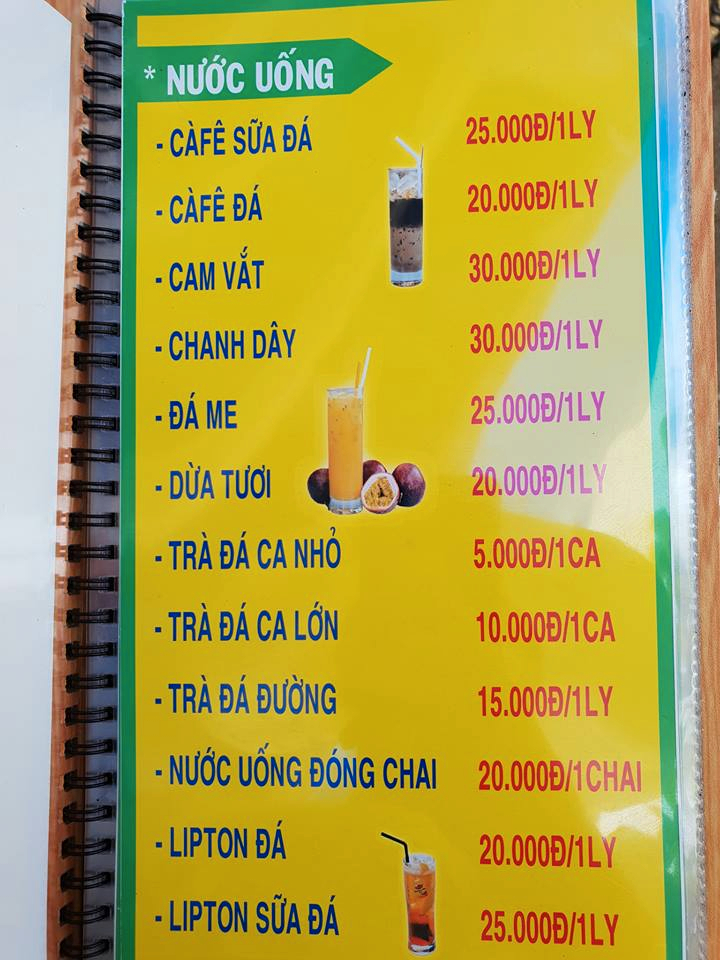 * NƯỚC UỐNG
- CÀFÊ SỮA ĐÁ 25.000Đ/1LY
- CÀFÊ ĐÁ 20.000Đ/1LY
- CAM VẮT 30.000Đ/1LY
- CHANH DÂY 30.000Đ/1LY
- ĐÁ ME 25.000Đ/1LY
- DỪA TƯƠI 20.000Đ/1LY
- TRÀ ĐÁ CA NHỎ 5.000Đ/1CA
- TRÀ ĐÁ CA LỚN 10.000Đ/1CA
- TRÀ ĐÁ ĐƯỜNG 15.000Đ/1LY
- NƯỚC UỐNG ĐÓNG CHAI 20.000Đ/1CHAI
- LIPTON ĐÁ 20.000Đ/1LY
- LIPTON SỮA ĐÁ 25.000Đ/1LY